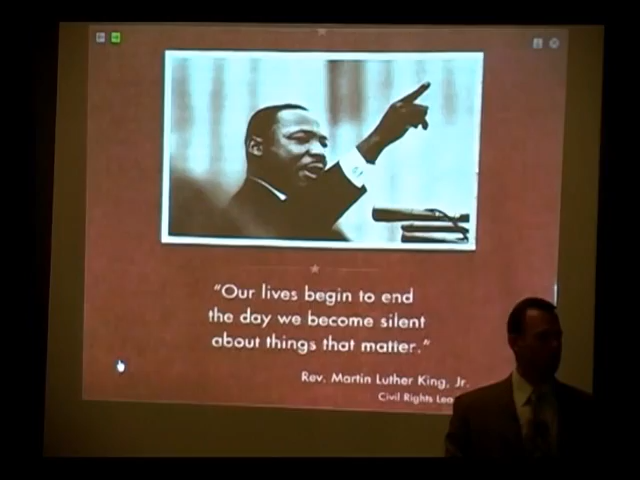 "Our lives begin to end
the day we become silent
about things that matter."
Rev. Martin Luther King, Jr.
Civil Rights